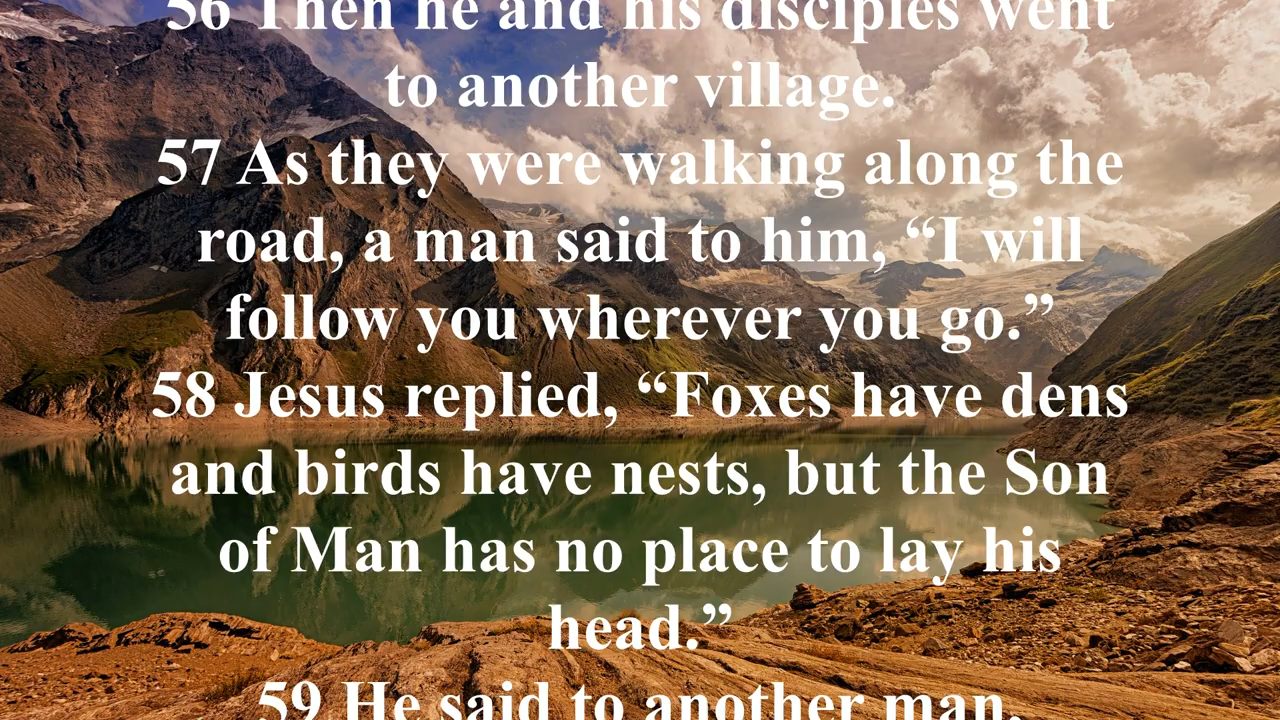 56 Then he and his disciples went
to another village.
57 As they were walking along the
road, a man said to him, “I will
follow you wherever you go.”
58 Jesus replied, “Foxes have dens
and birds have nests, but the Son
of Man has no place to lay his
head.”
59 He said to another man,